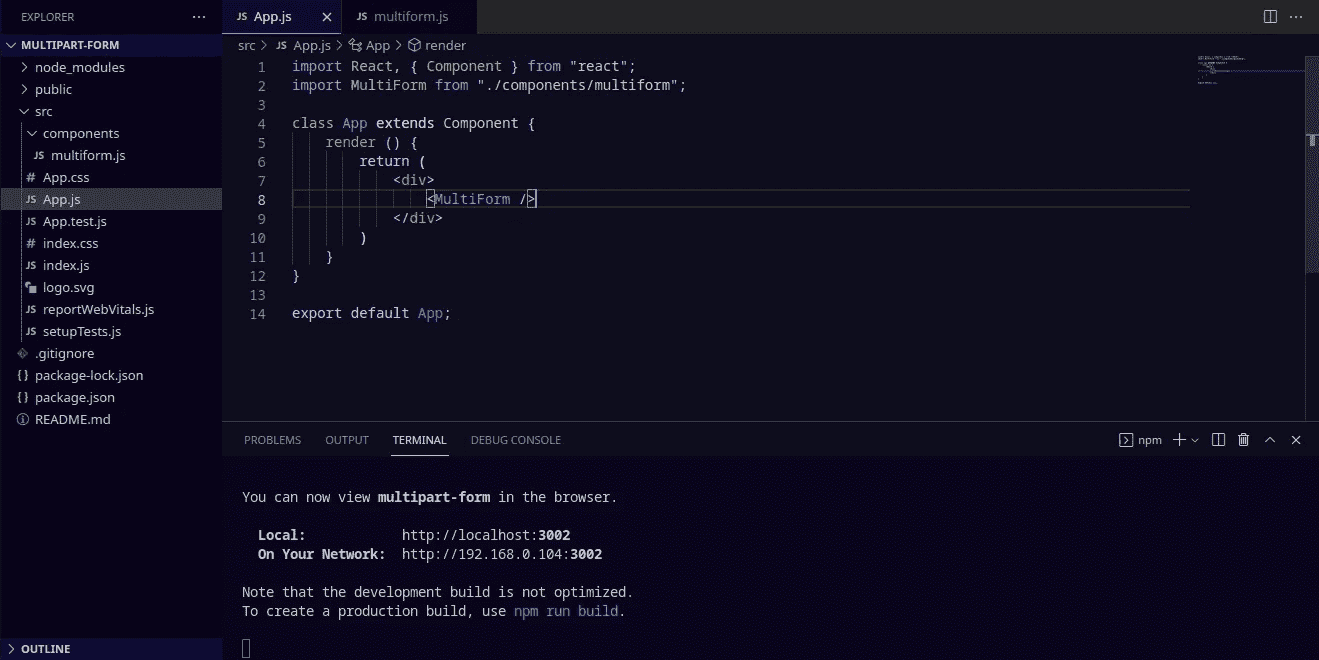 EXPLORER ···
MULTIPART-FORM
node_modules
public
src
components
JS multiform.js
# App.css
JS App.js
JS App.test.js
# index.css
JS index.js
logo.svg
JS reportWebVitals.js
JS setupTests.js
.gitignore
{} package-lock.json
{} package.json
README.md
OUTLINE
JS App.js JS multiform.js
src > JS App.js > App > render
1 import React, { Component } from "react";
2 import MultiForm from "./components/multiform";
3
4 class App extends Component {
5 render () {
6 return (
7 <div>
8 <MultiForm />
9 </div>
10 )
11 }
12 }
13
14 export default App;
PROBLEMS OUTPUT TERMINAL DEBUG CONSOLE npm
You can now view multipart-form in the browser.
Local: http://localhost:3002
On Your Network: http://192.168.0.104:3002
Note that the development build is not optimized.
To create a production build, use npm run build.